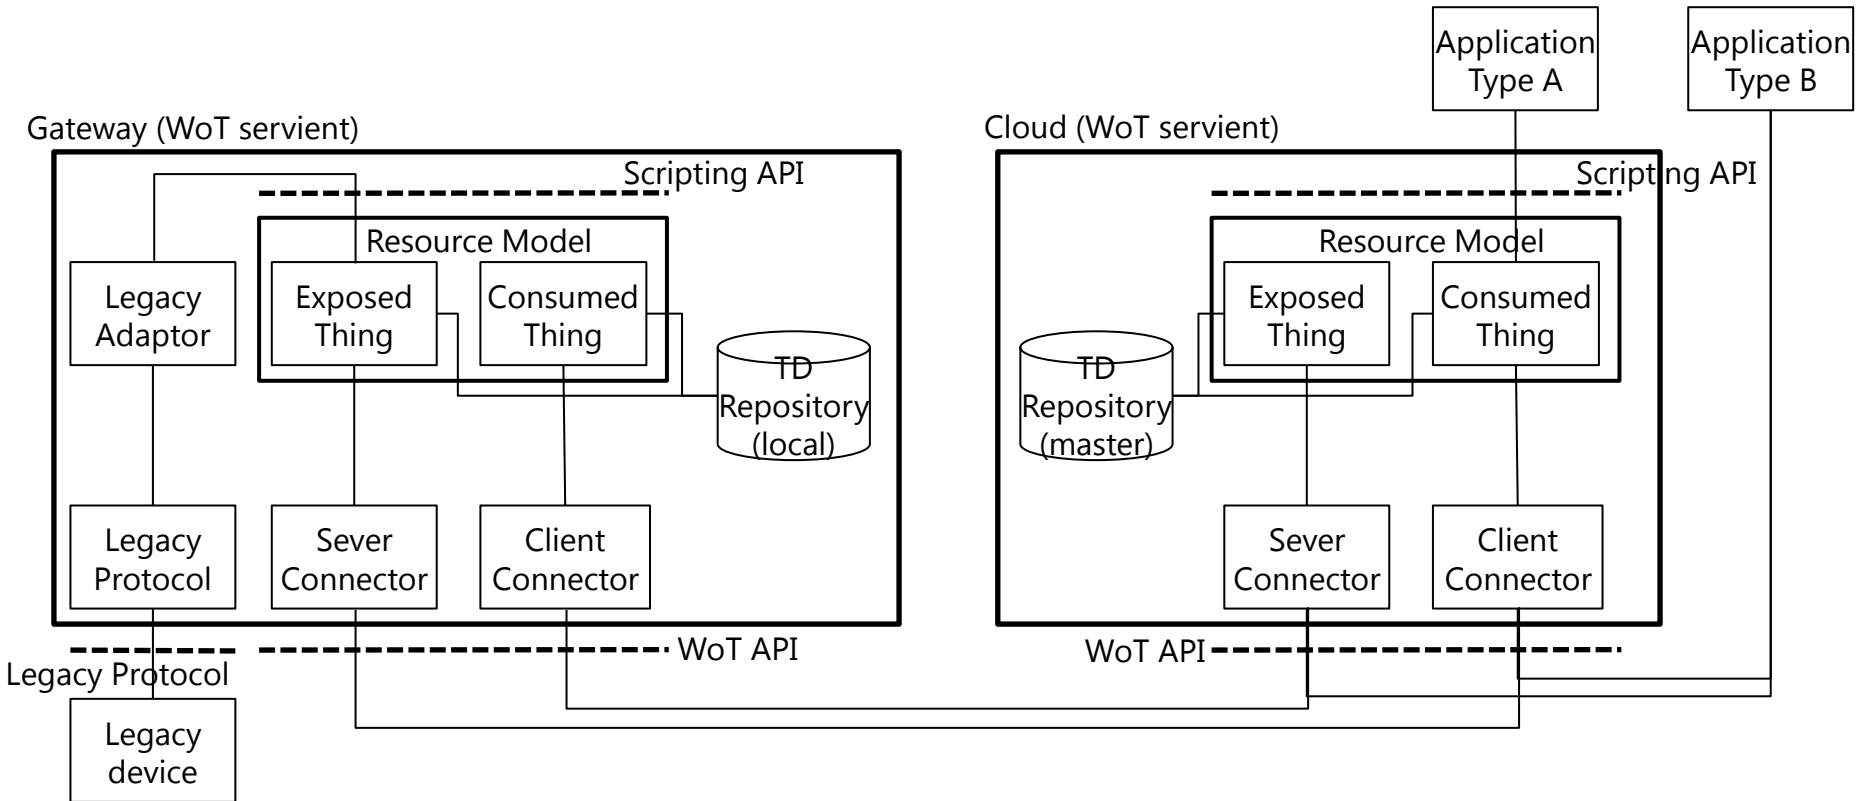 Application
Type A
Application
Type B
Gateway (WoT servient)
Cloud (WoT servient)
Scripting API
Scripting API
Resource Model
Resource Model
Legacy
Adaptor
Exposed
Thing
Consumed
Thing
TD
Repository
(local)
TD
Repository
(master)
Exposed
Thing
Consumed
Thing
Legacy
Protocol
Sever
Connector
Client
Connector
Sever
Connector
Client
Connector
WoT API
WoT API
Legacy Protocol
Legacy
device